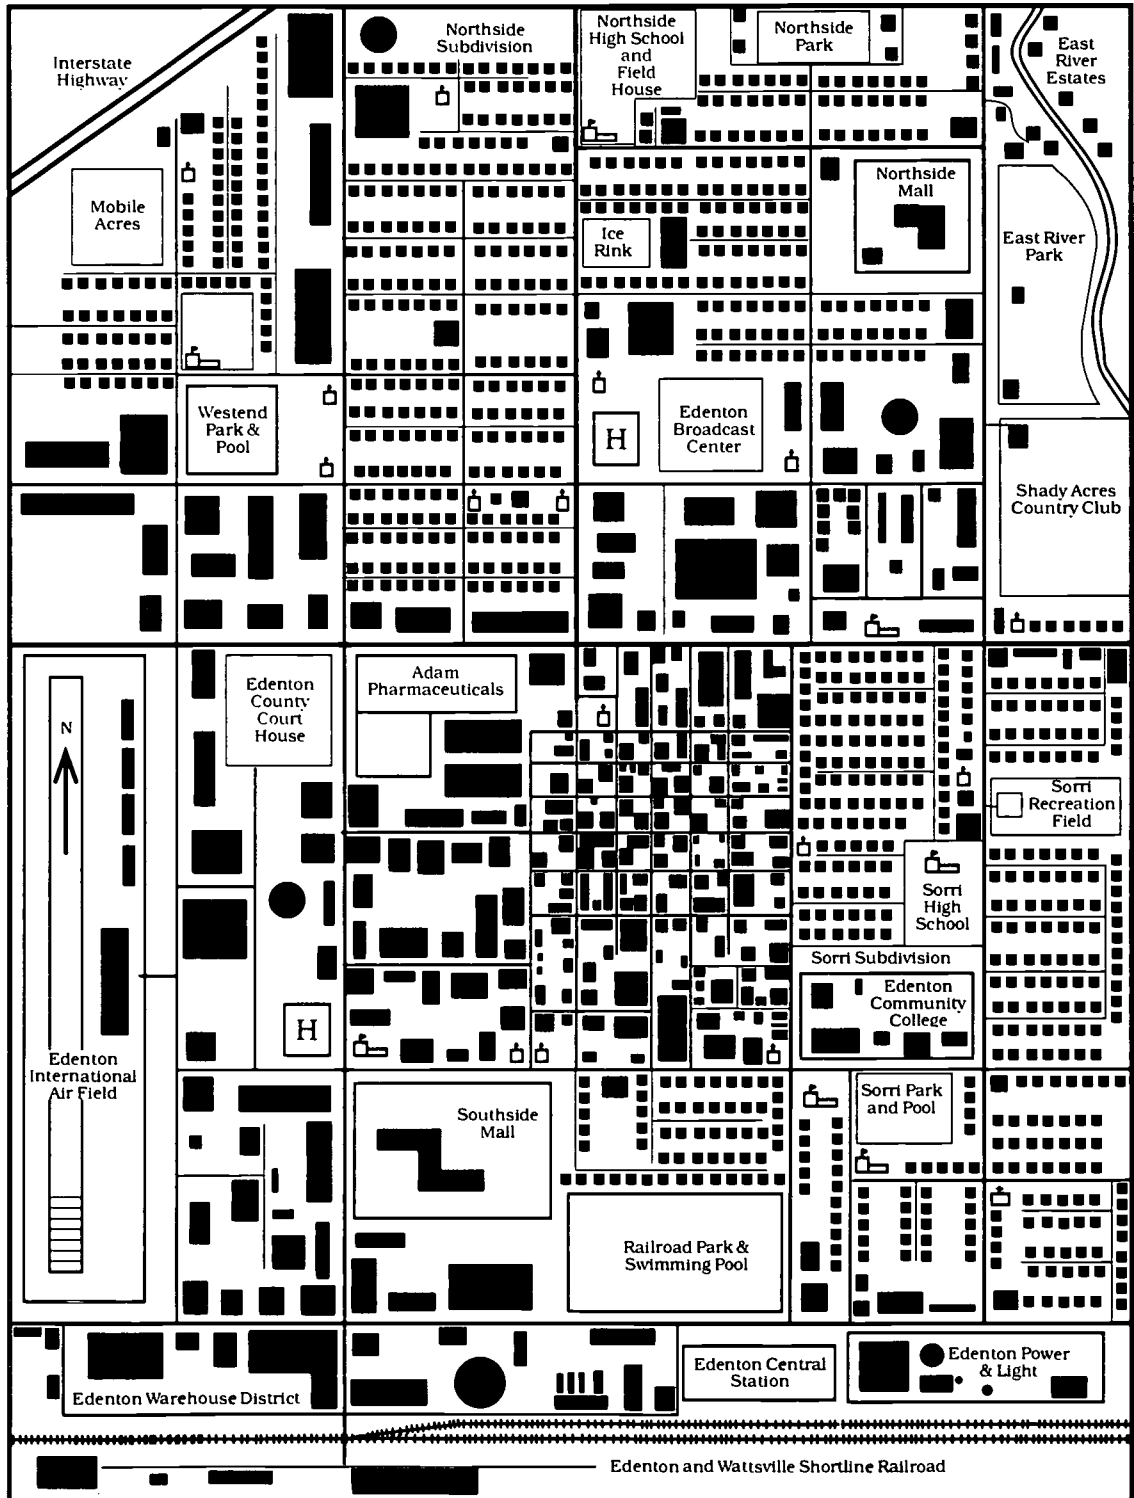 Interstate
Highway
Northside
Subdivision
Northside
High School
and
Field
House
Northside
Park
East
River
Estates
Mobile
Acres
Ice
Rink
Northside
Mall
East River
Park
Westend
Park &
Pool
H
Edenton
Broadcast
Center
Shady Acres
Country Club
N
Edenton
County
Court
House
Adam
Pharmaceuticals
Sorri
Recreation
Field
Sorri
High
School
Sorri Subdivision
Edenton
Community
College
H
Edenton
International
Air Field
Southside
Mall
Sorri Park
and Pool
Railroad Park &
Swimming Pool
Edenton Warehouse District
Edenton Central
Station
Edenton Power
& Light
Edenton and Wattsville Shortline Railroad